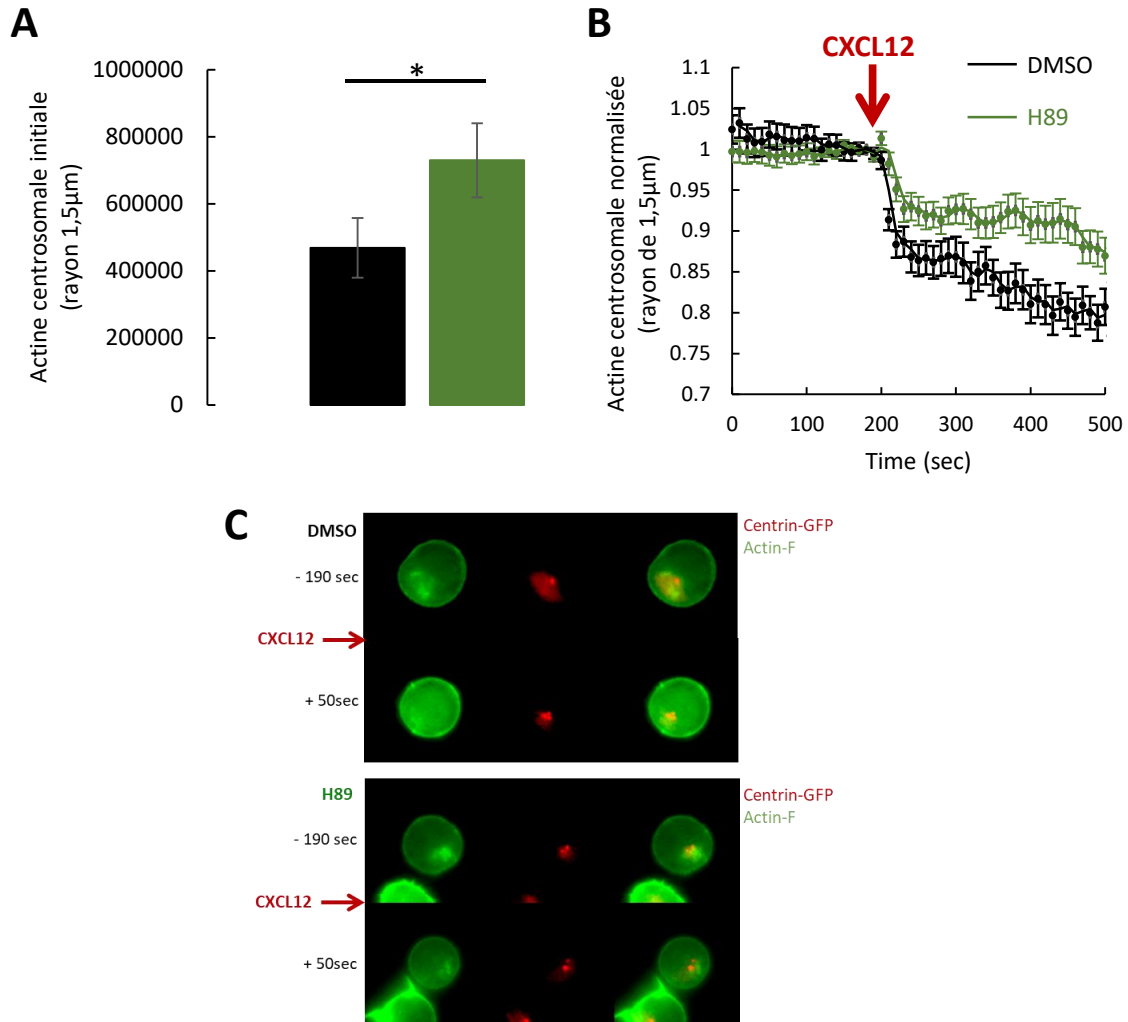 A
Actine centrosomale initiale
(rayon 1,5µm)
1000000
800000
600000
400000
200000
0
*
B
CXCL12
DMSO
H89
Actine centrosomale normalisée
(rayon de 1,5µm)
1.1
1.05
1
0.95
0.9
0.85
0.8
0.75
0.7
0 100 200 300 400 500
Time (sec)
C
DMSO
- 190 sec
CXCL12
+ 50sec
Centrin-GFP
Actin-F
H89
- 190 sec
CXCL12
+ 50sec
Centrin-GFP
Actin-F